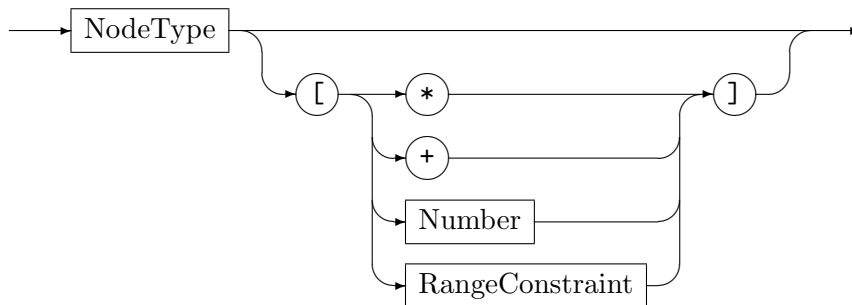 NodeType
[ * ]
+
Number
RangeConstraint